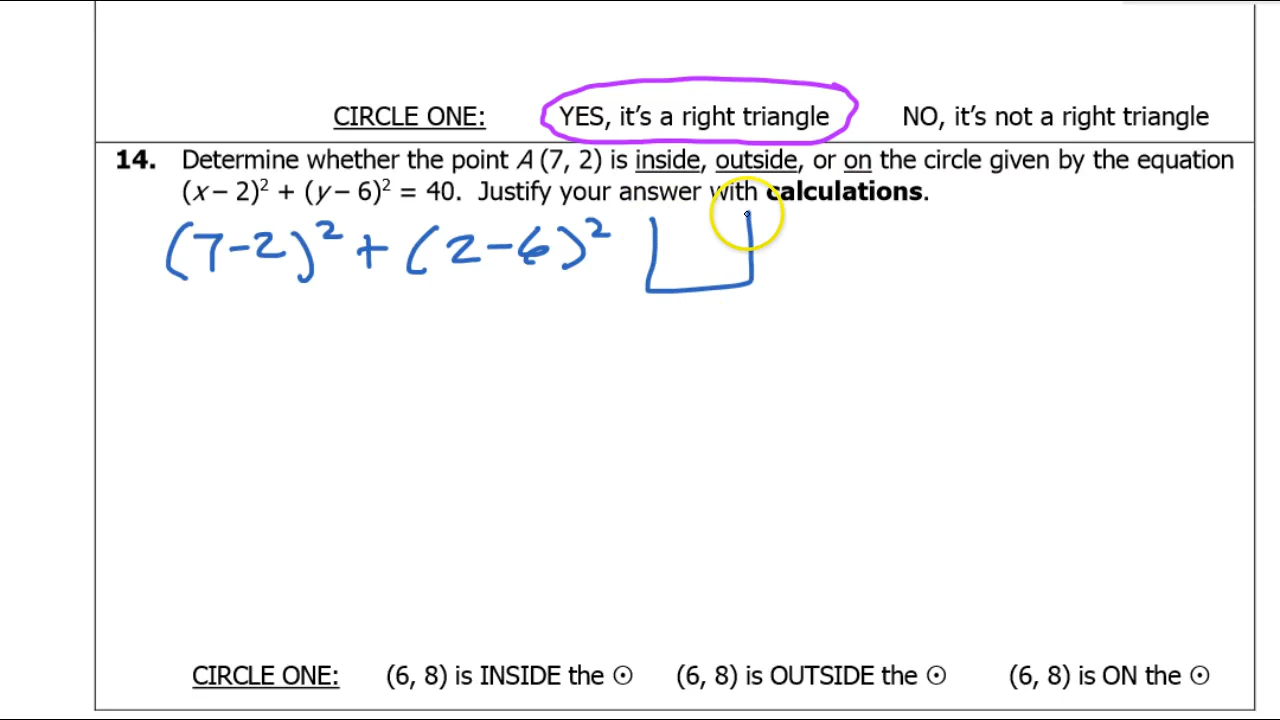 CIRCLE ONE: YES, it's a right triangle NO, it's not a right triangle
14. Determine whether the point A (7, 2) is inside, outside, or on the circle given by the equation
(x – 2)² + (y – 6)² = 40. Justify your answer with calculations.
(7-2)² + (2-6)²
CIRCLE ONE: (6, 8) is INSIDE the ⊙ (6, 8) is OUTSIDE the ⊙ (6, 8) is ON the ⊙